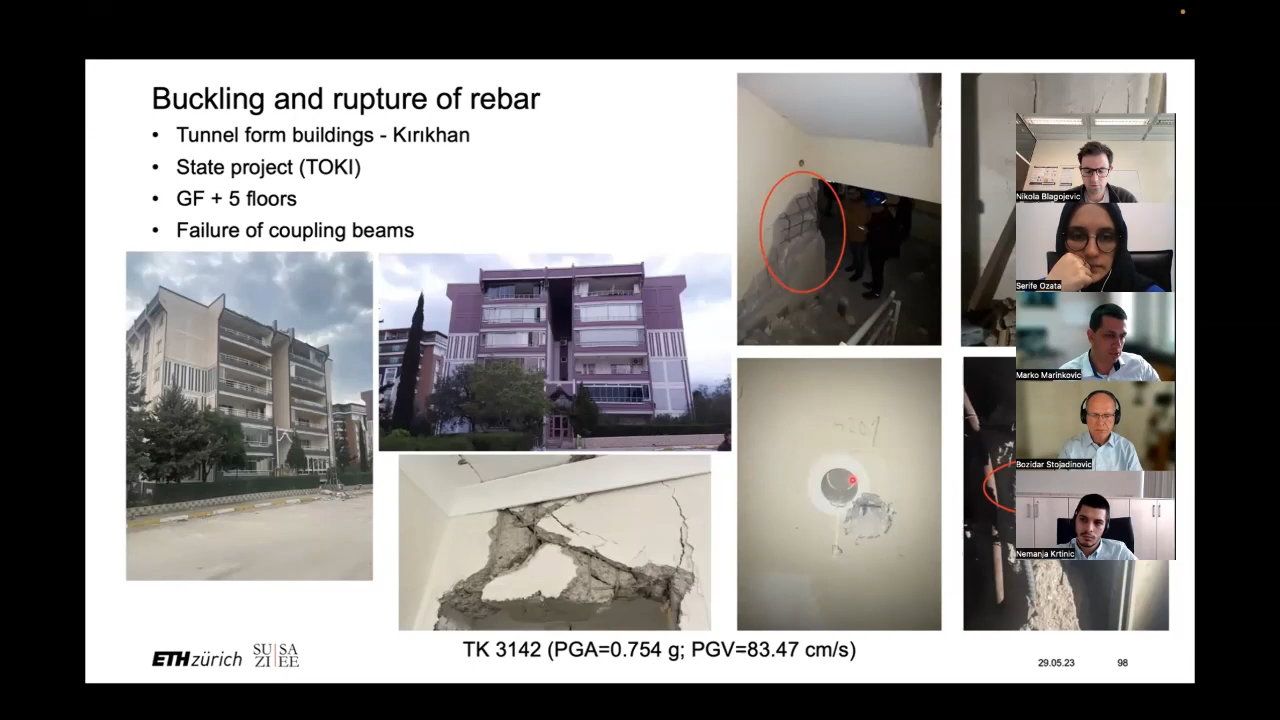 Buckling and rupture of rebar
• Tunnel form buildings - Kırıkhan
• State project (TOKI)
• GF + 5 floors
• Failure of coupling beams
Nikola Blagojevic
Serife Ozata
Marko Marinkovic
Bozidar Stojadinovic
Nemanja Krtinic
TK 3142 (PGA=0.754 g; PGV=83.47 cm/s)
ETH zürich
SU|SA
ZI|EE
29.05.23
98